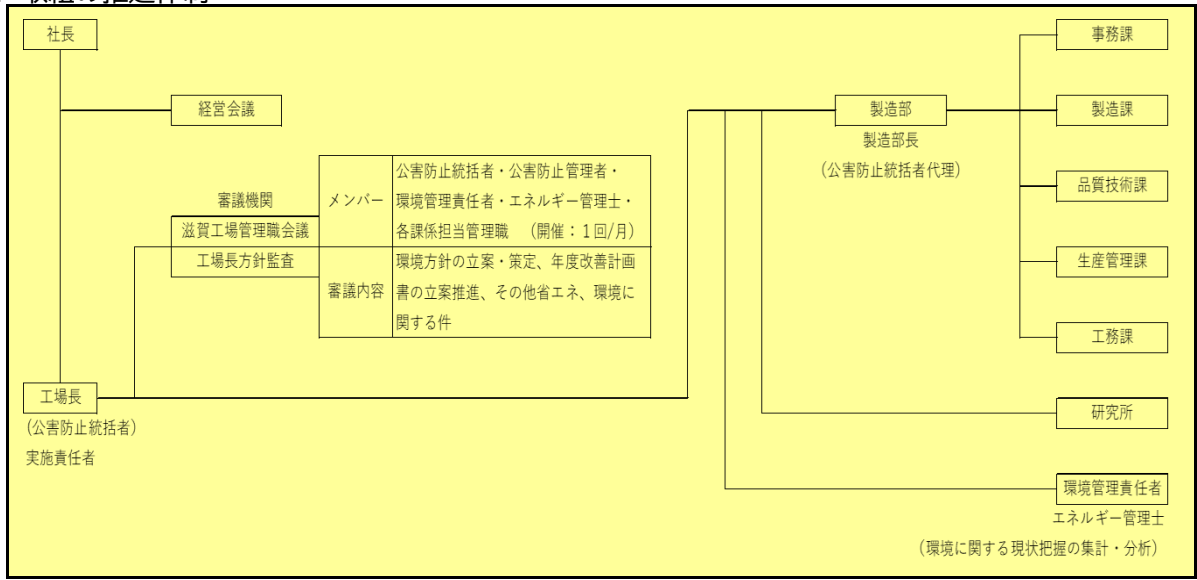 社長
経営会議
審議機関
滋賀工場管理職会議
工場長方針監査
メンバー
公害防止統括者・公害防止管理者・
環境管理責任者・エネルギー管理士・
各課係担当管理職 （開催：１回/月）
審議内容
環境方針の立案・策定、年度改善計画
書の立案推進、その他省エネ、環境に
関する件
工場長
(公害防止統括者)
実施責任者
製造部
製造部長
(公害防止統括者代理)
事務課
製造課
品質技術課
生産管理課
工務課
研究所
環境管理責任者
エネルギー管理士
（環境に関する現状把握の集計・分析）